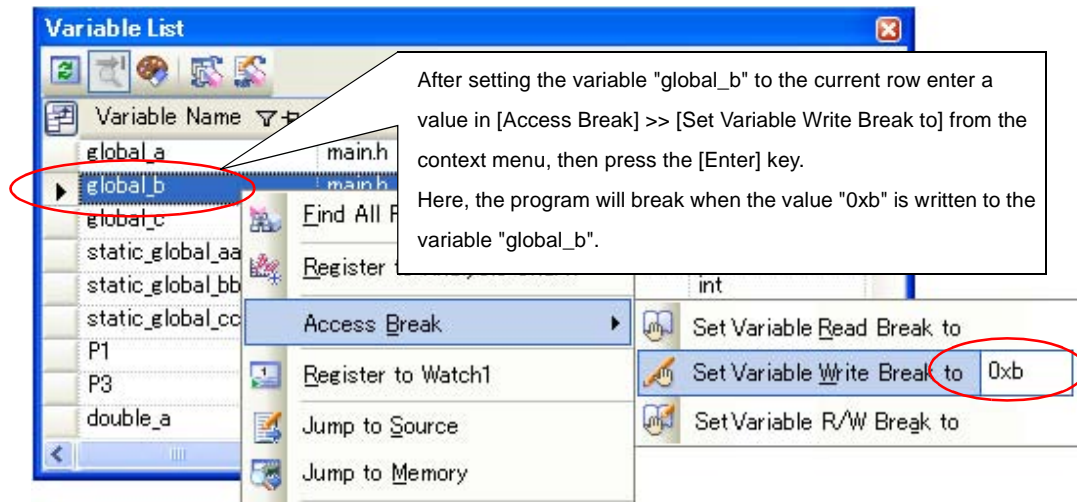 Variable List
After setting the variable "global_b" to the current row enter a
value in [Access Break] >> [Set Variable Write Break to] from the
context menu, then press the [Enter] key.
Here, the program will break when the value "0xb" is written to the
variable "global_b".
Variable Name
global_a main.h
global_b main.h
global_c
static_global_aa
static_global_bb int
static_global_cc
P1
P3
double_a
Find All
Register
Access Break
Register to Watch1
Jump to Source
Jump to Memory
Set Variable Read Break to
Set Variable Write Break to 0xb
Set Variable R/W Break to